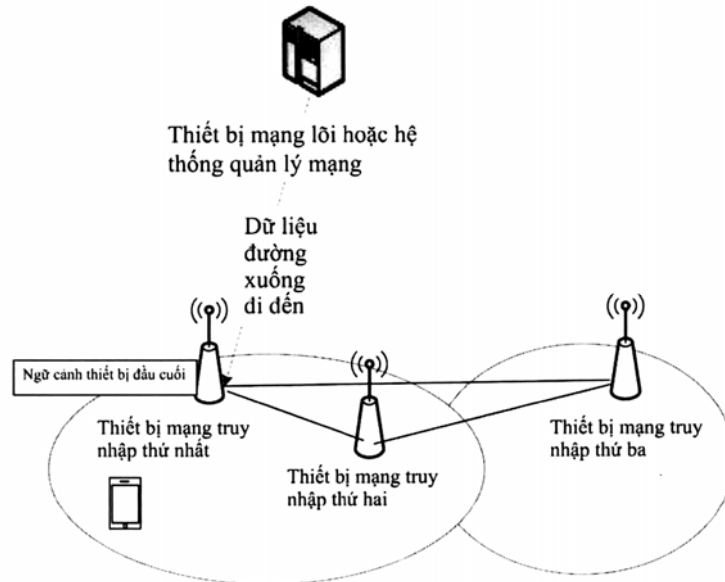 Thiết bị mạng lõi hoặc hệ
thống quản lý mạng
Dữ liệu
đường
xuống
đi đến
Ngữ cảnh thiết bị đầu cuối
Thiết bị mạng truy
nhập thứ nhất
Thiết bị mạng truy
nhập thứ hai
Thiết bị mạng truy
nhập thứ ba